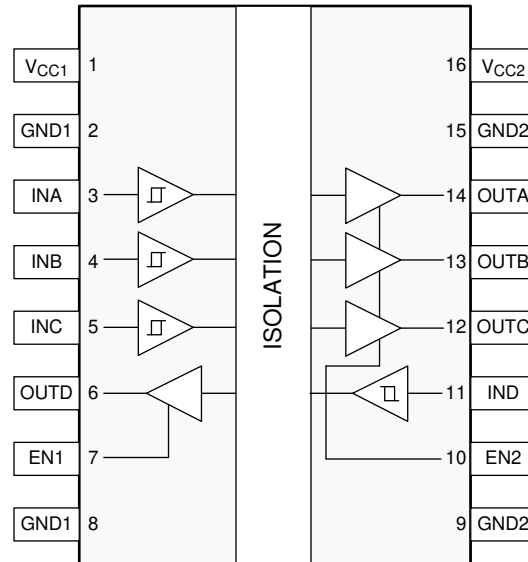 VCC1 1 16 VCC2
GND1 2 15 GND2
INA 3 14 OUTA
INB 4 13 OUTB
INC 5 12 OUTC
OUTD 6 11 IND
EN1 7 10 EN2
GND1 8 9 GND2
ISOLATION